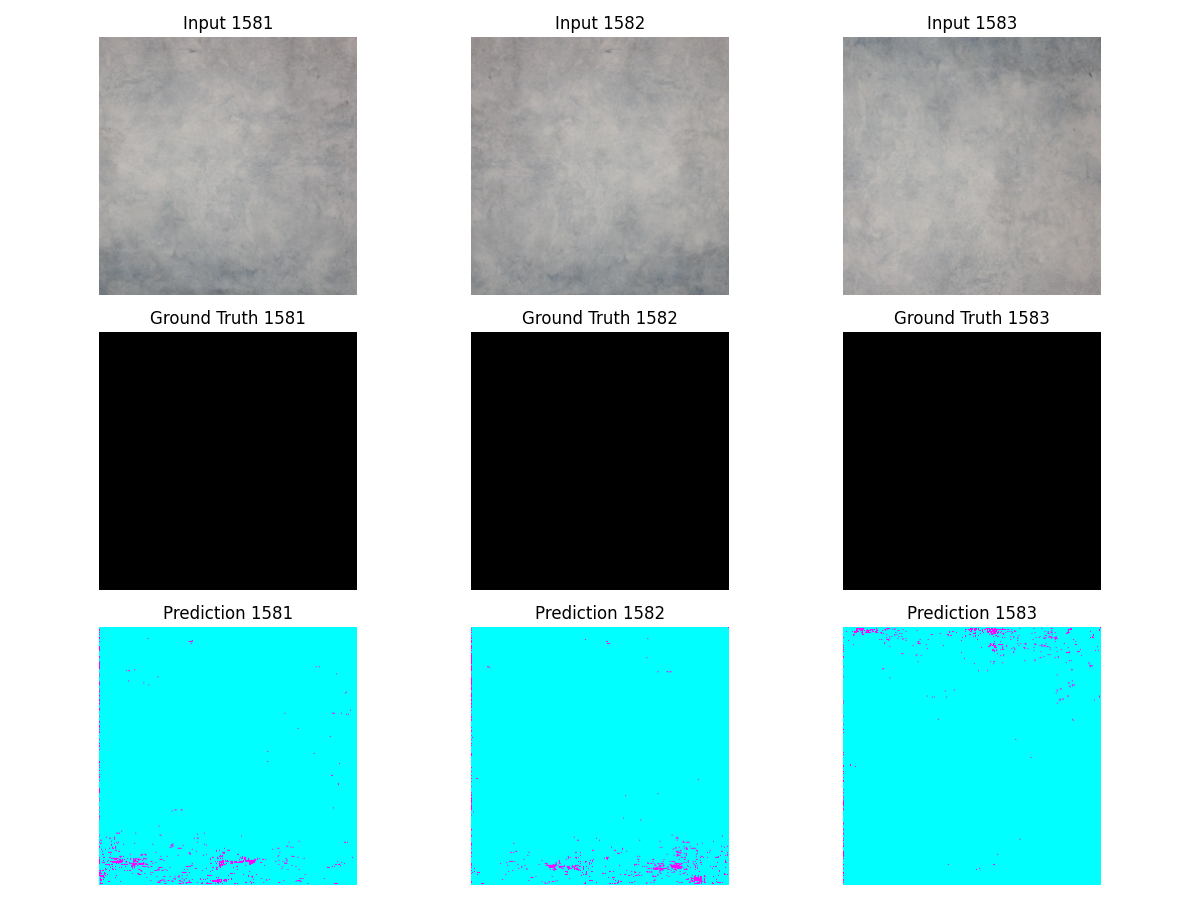 Input 1581
Input 1582
Input 1583
Ground Truth 1581
Ground Truth 1582
Ground Truth 1583
Prediction 1581
Prediction 1582
Prediction 1583